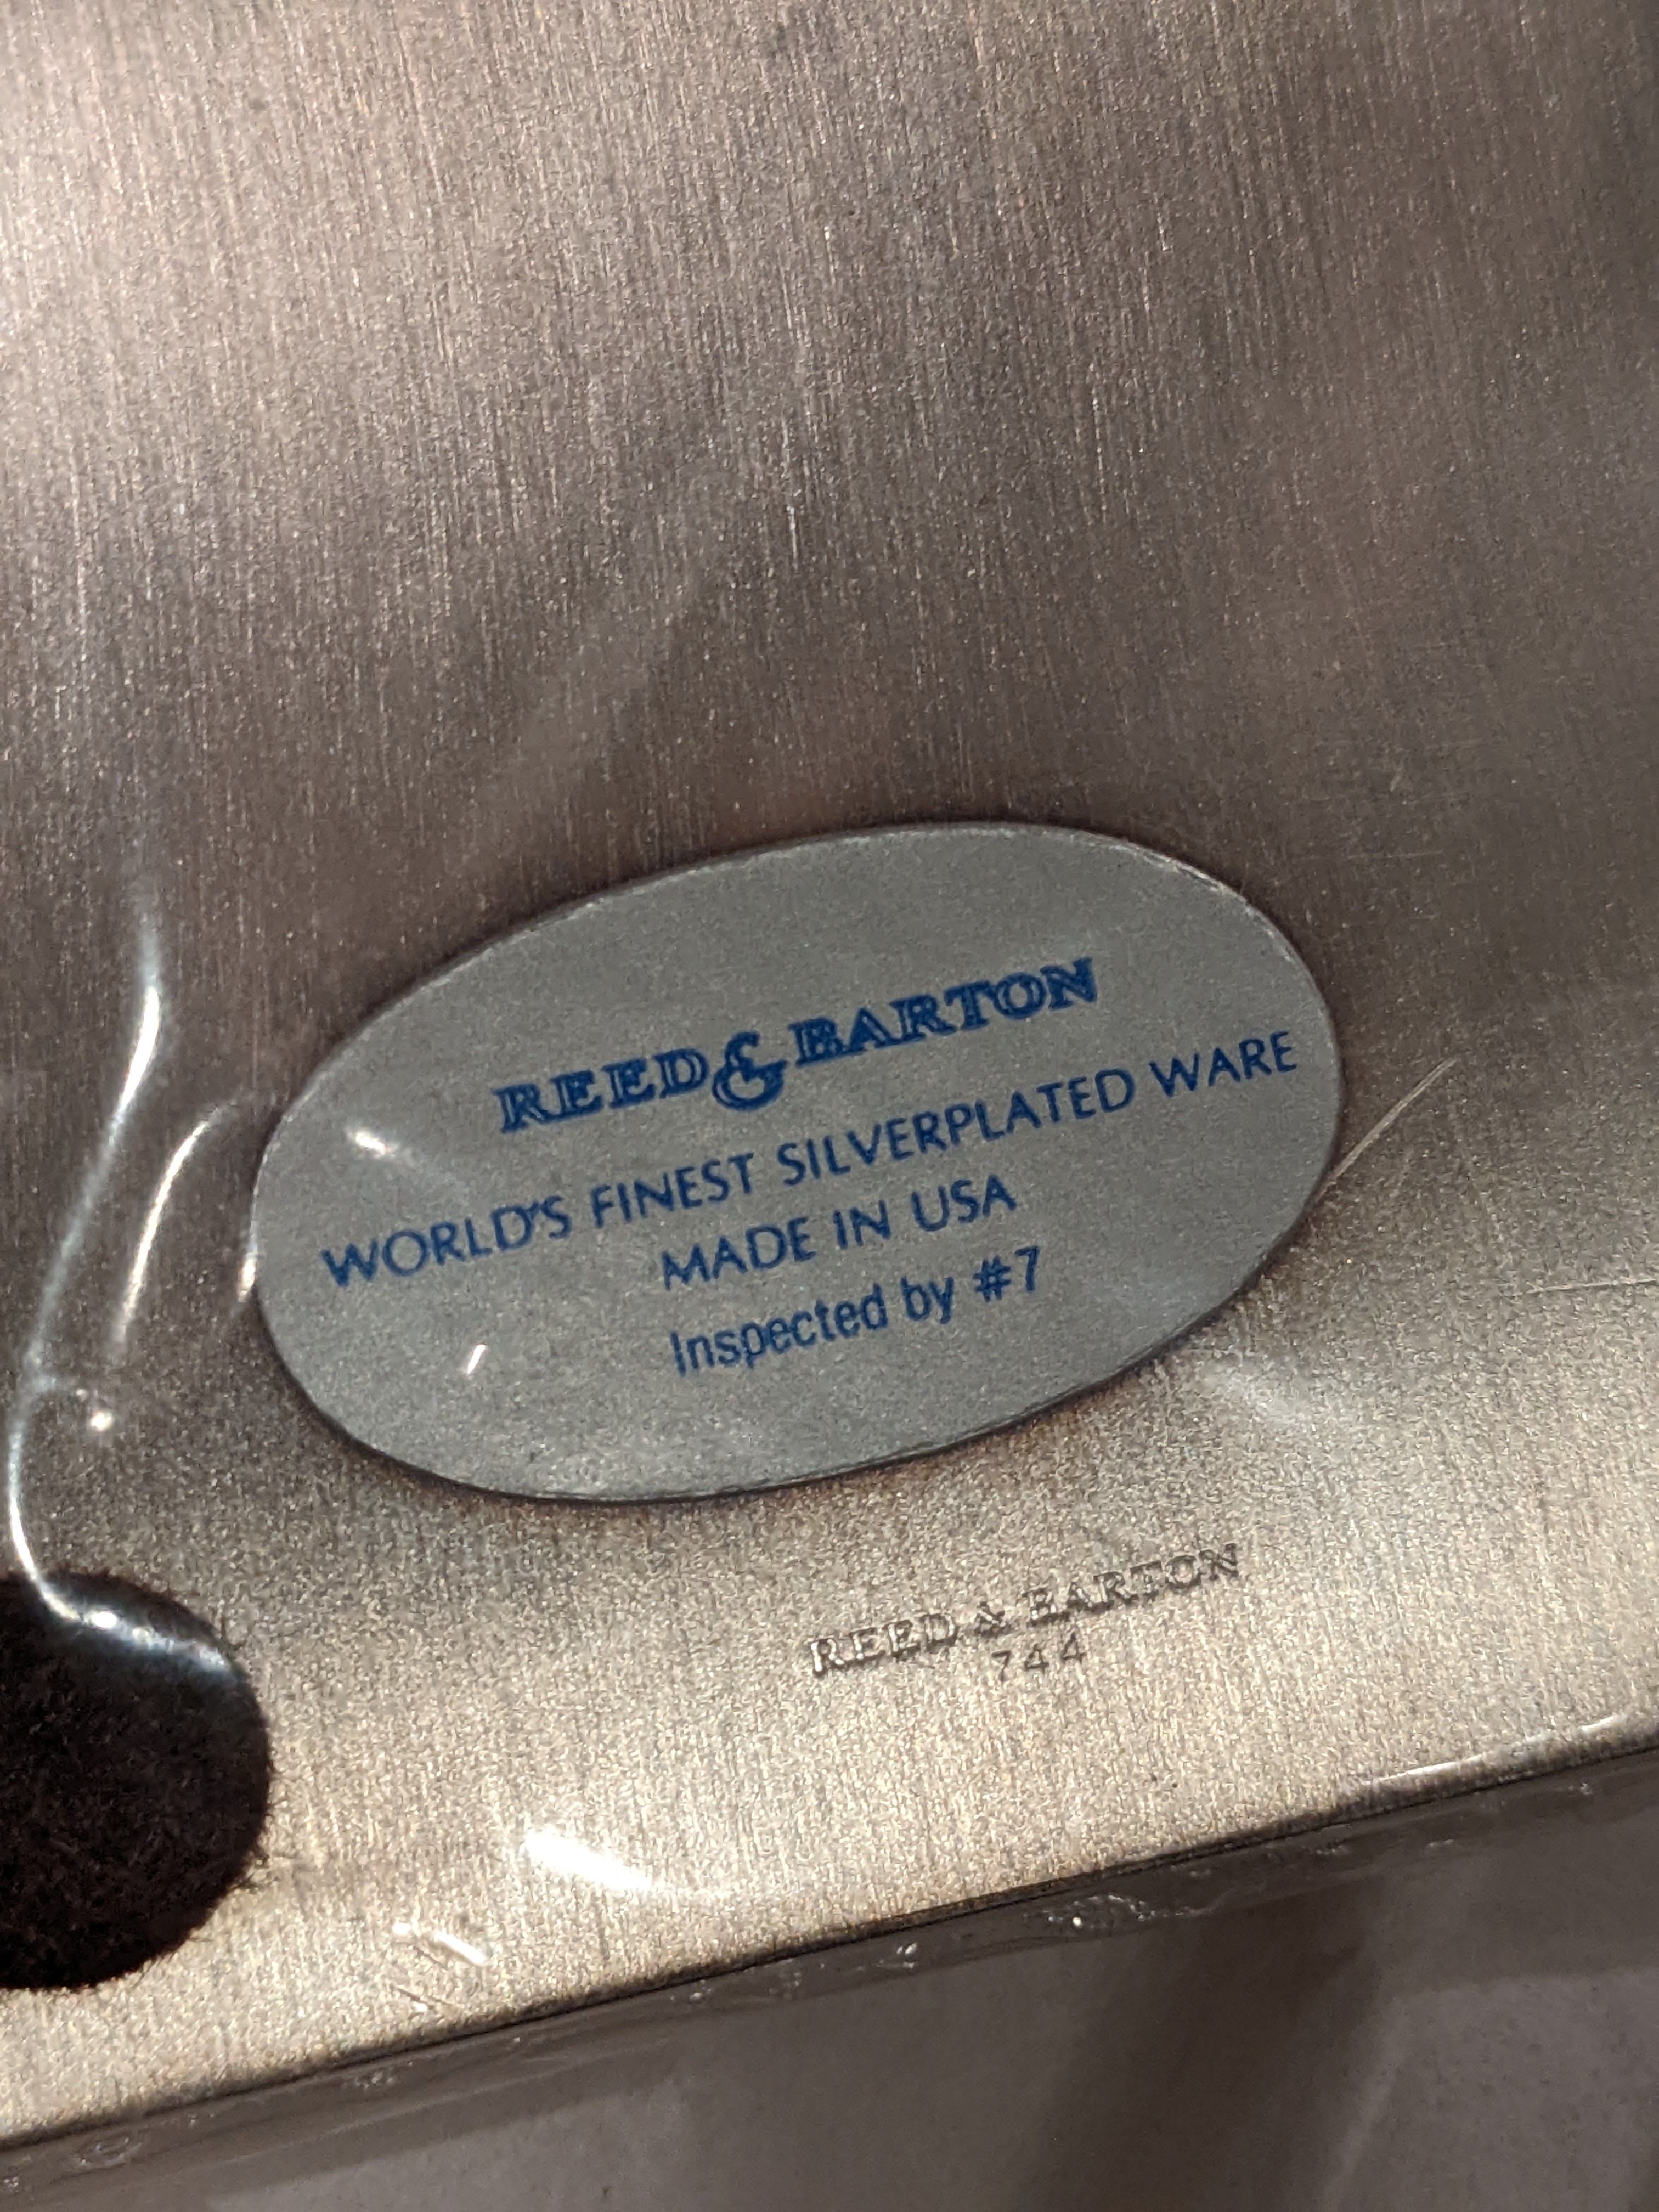 REED & BARTON
WORLD'S FINEST SILVERPLATED WARE
MADE IN USA
Inspected by #7
REED & BARTON
744